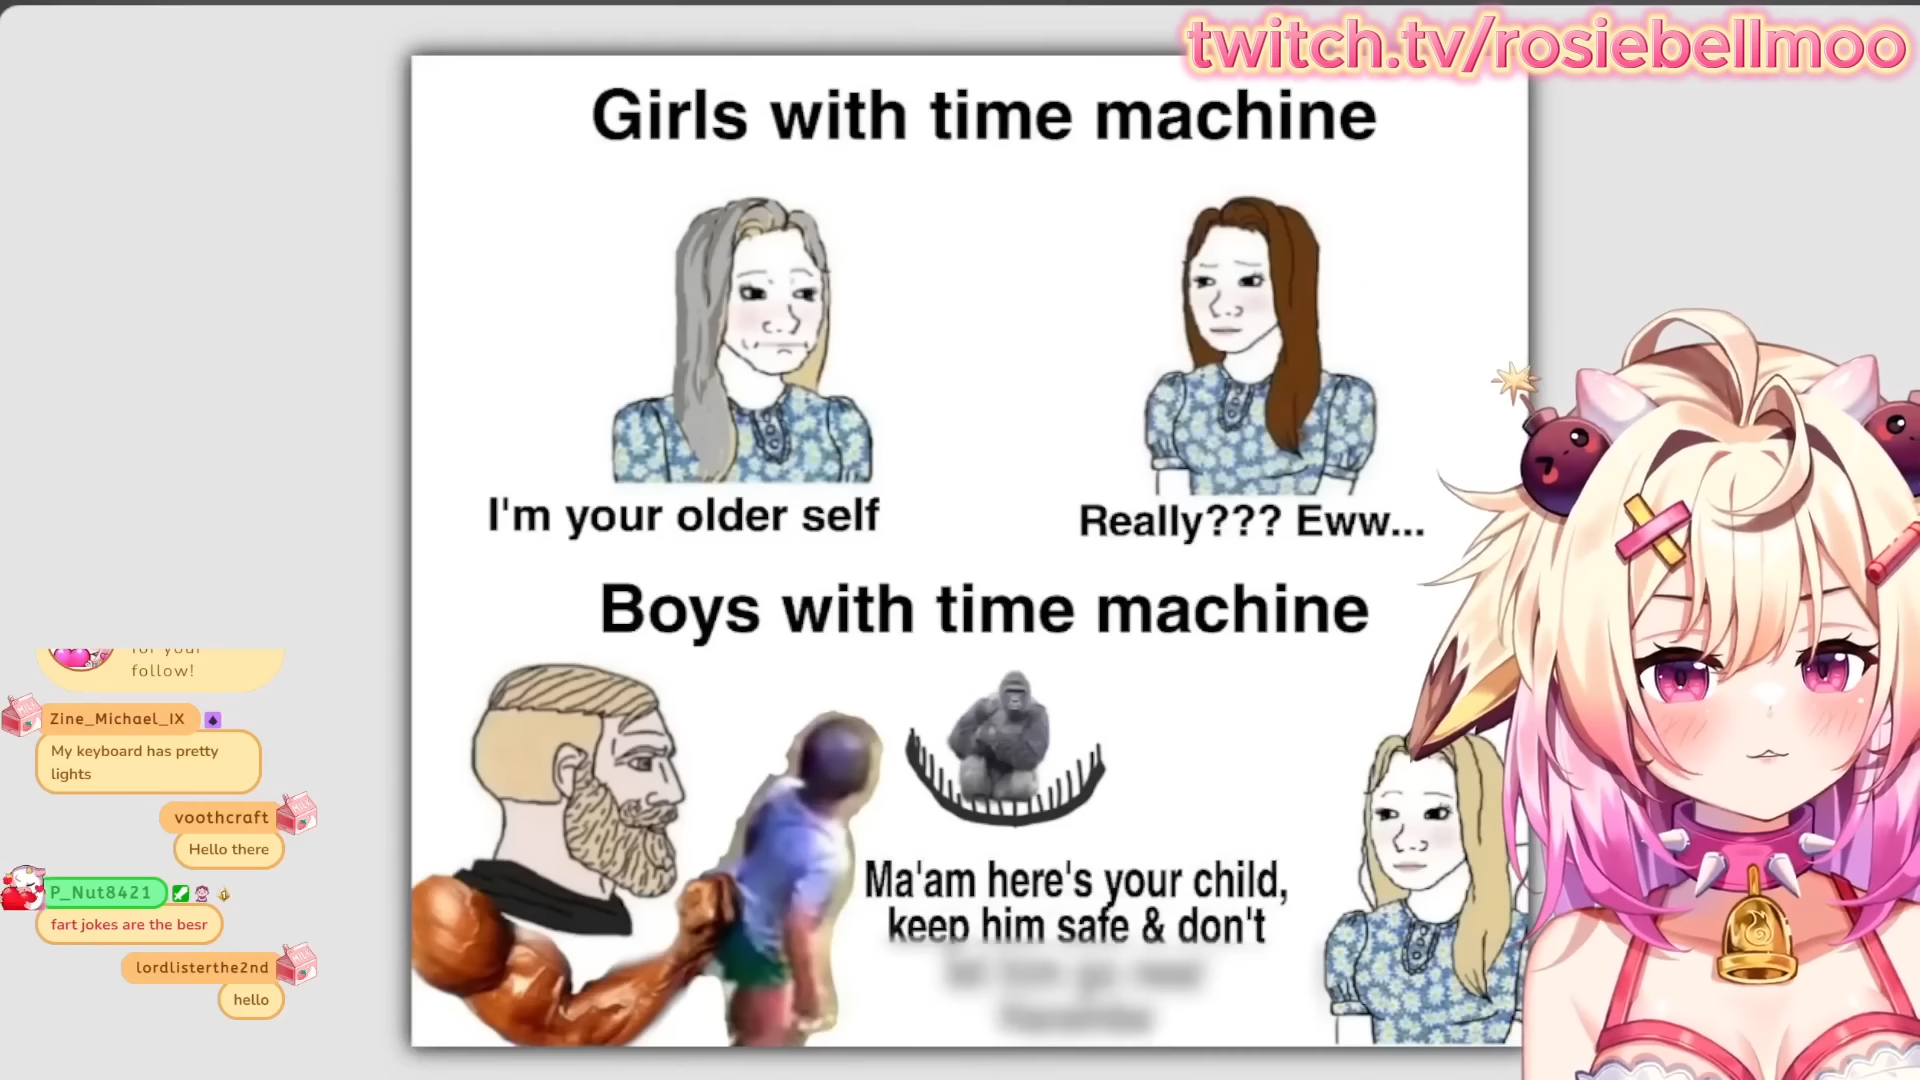 twitch.tv/rosiebellmoo
Girls with time machine
I'm your older self
Really??? Eww...
Boys with time machine
Ma'am here's your child,
keep him safe & don't
for your
follow!
Zine_Michael_IX
My keyboard has pretty
lights
voothcraft
Hello there
P_Nut8421
fart jokes are the besr
lordlisterthe2nd
hello